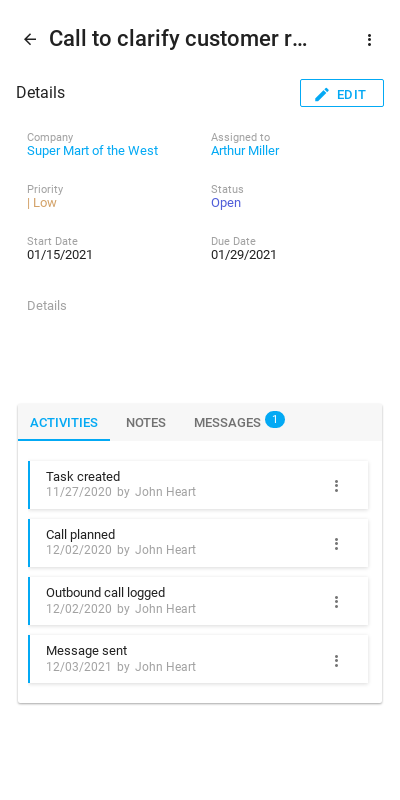 Call to clarify customer r...
Details
EDIT
Company
Assigned to
Super Mart of the West
Arthur Miller
Priority
Status
| Low
Open
Start Date
Due Date
01/15/2021
01/29/2021
Details
ACTIVITIES
NOTES
MESSAGES 1
Task created
11/27/2020 by John Heart
Call planned
12/02/2020 by John Heart
Outbound call logged
12/02/2020 by John Heart
Message sent
12/03/2021 by John Heart